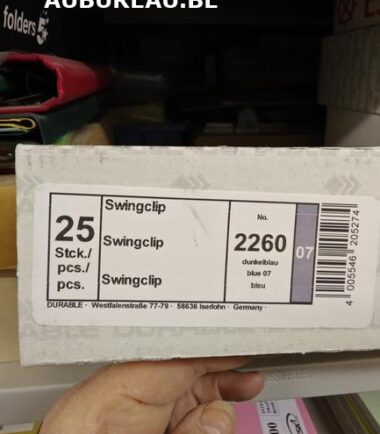 AUBUREAU.BE
folders
25
Stck./
pcs./
pcs.
Swingclip
Swingclip
Swingclip
No.
2260
dunkelblau
blue 07
bleu
07
4 005546 205274
DURABLE · Westfalenstraße 77-79 · 58636 Iserlohn · Germany ·